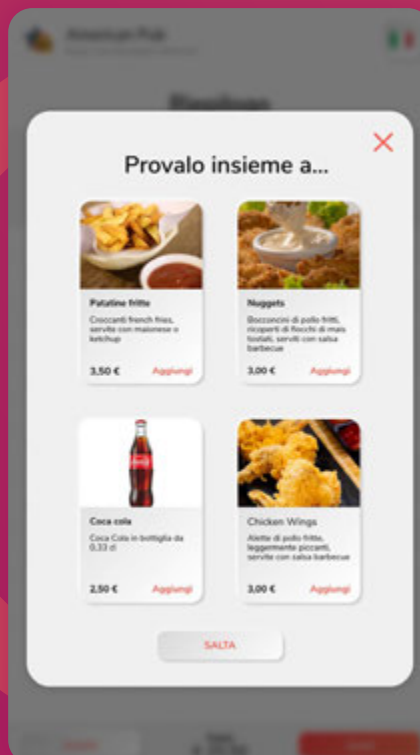 American Pub
Riepilogo
Provalo insieme a...
Patatine fritte
Croccanti french fries,
servite con maionese o
ketchup
3,50 €
Aggiungi
Nuggets
Bocconcini di pollo fritti,
ricoperti di fiocchi di mais
tostati, serviti con salsa
barbecue
3,00 €
Aggiungi
Coca cola
Coca Cola in bottiglia da
0,33 cl
2,50 €
Aggiungi
Chicken Wings
Alette di pollo fritte,
leggermente piccanti,
servite con salsa barbecue
3,00 €
Aggiungi
SALTA